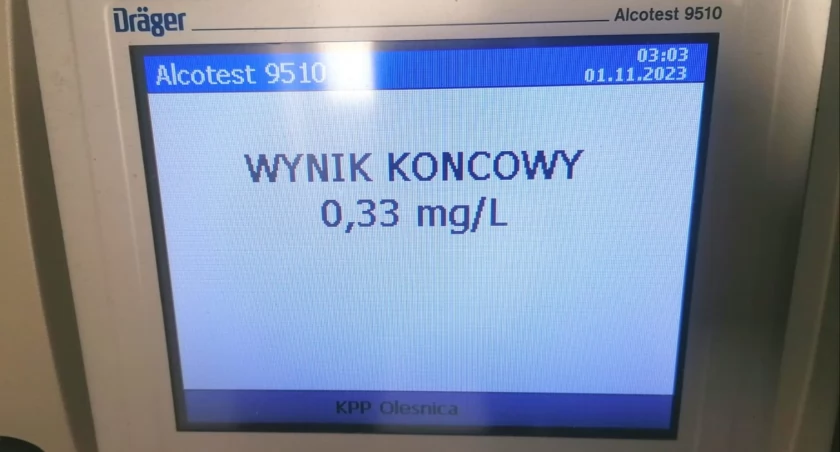 Dräger
Alcotest 9510
Alcotest 9510
03:03
01.11.2023
WYNIK KONCOWY
0,33 mg/L
KPP Olesnica